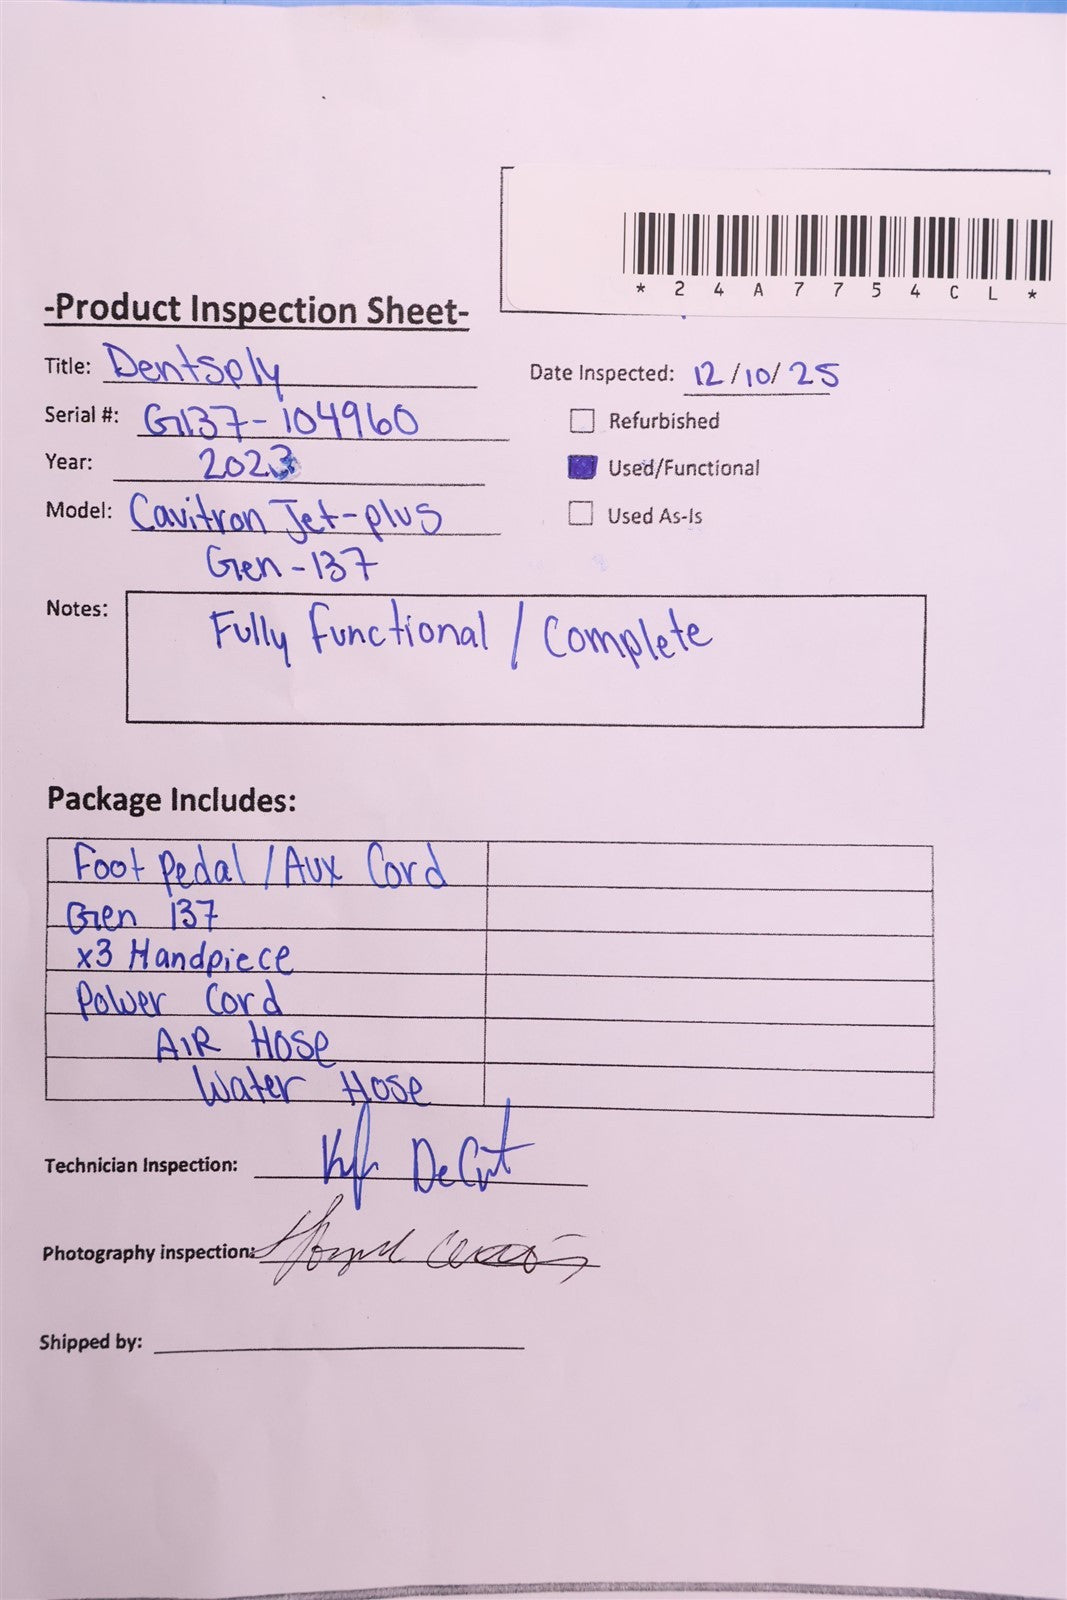 * 2 4 A 7 7 5 4 C L *
-Product Inspection Sheet-
Title: Dentsply
Date Inspected: 12/10/25
Serial #: G137-104960
Refurbished
Year: 2023
Used/Functional
Model: Cavitron Jet-plus
Used As-Is
Gen-137
Notes: Fully Functional / Complete
Package Includes:
Foot Pedal / Aux Cord
Gen 137
x3 Handpiece
Power Cord
AIR Hose
Water Hose
Technician Inspection:
Photography inspection:
Shipped by: